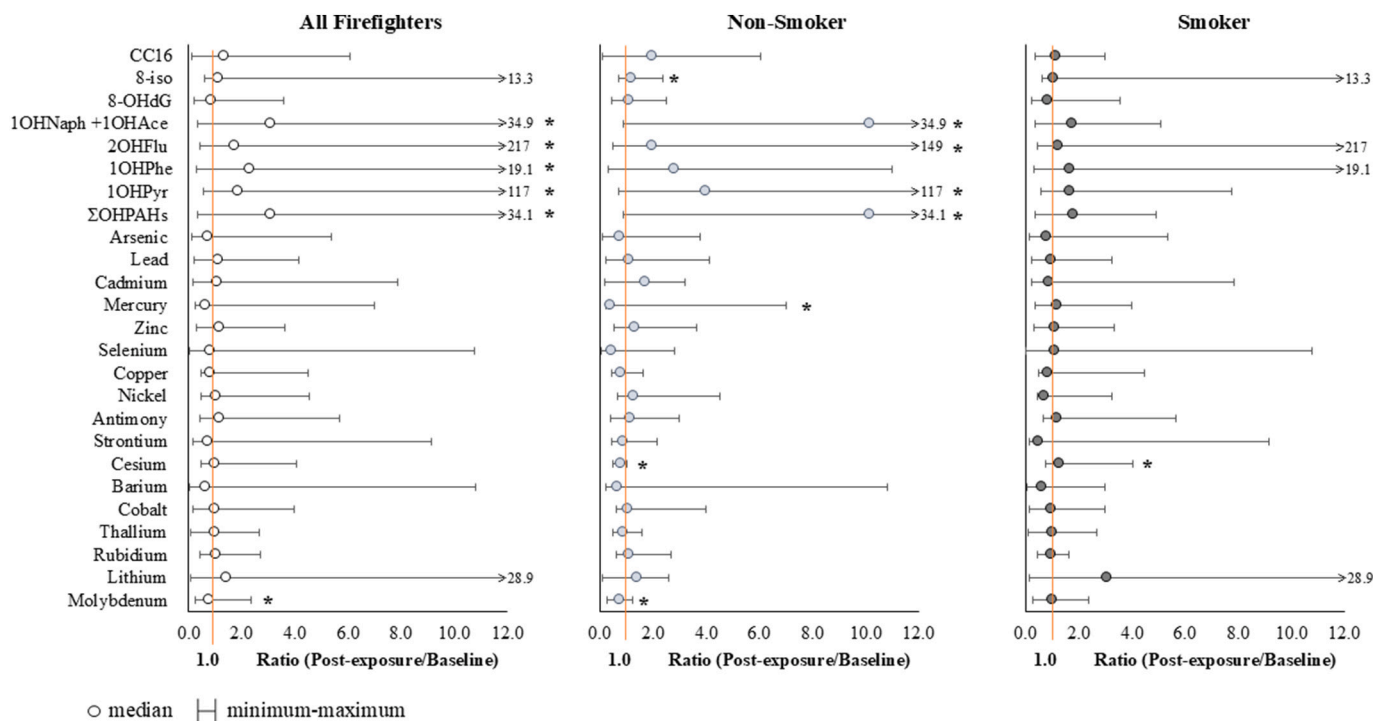 All Firefighters Non-Smoker Smoker
CC16
8-iso 13.3 * 13.3
8-OHdG
1OHNaph +1OHAce 34.9 * 34.9 *
2OHFlu 217 * 149 * 217
1OHPhe 19.1 * 19.1
1OHPyr 117 * 117 *
ΣOHPAHs 34.1 * 34.1 *
Arsenic
Lead
Cadmium
Mercury *
Zinc
Selenium
Copper
Nickel
Antimony
Strontium
Cesium * *
Barium
Cobalt
Thallium
Rubidium
Lithium 28.9 28.9
Molybdenum * *
0.0 2.0 4.0 6.0 8.0 10.0 12.0 0.0 2.0 4.0 6.0 8.0 10.0 12.0 0.0 2.0 4.0 6.0 8.0 10.0 12.0
1.0 Ratio (Post-exposure/Baseline) 1.0 Ratio (Post-exposure/Baseline) 1.0 Ratio (Post-exposure/Baseline)
median minimum-maximum